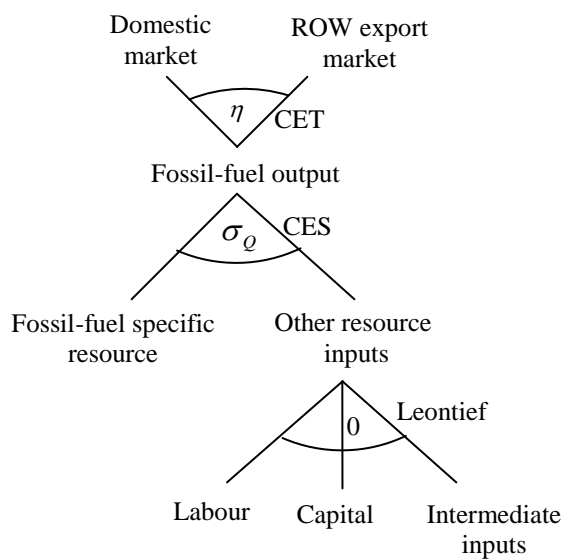 Domestic
market
ROW export
market
η
CET
Fossil-fuel output
CES
σ_Q
Fossil-fuel specific
resource
Other resource
inputs
Leontief
0
Labour
Capital
Intermediate
inputs